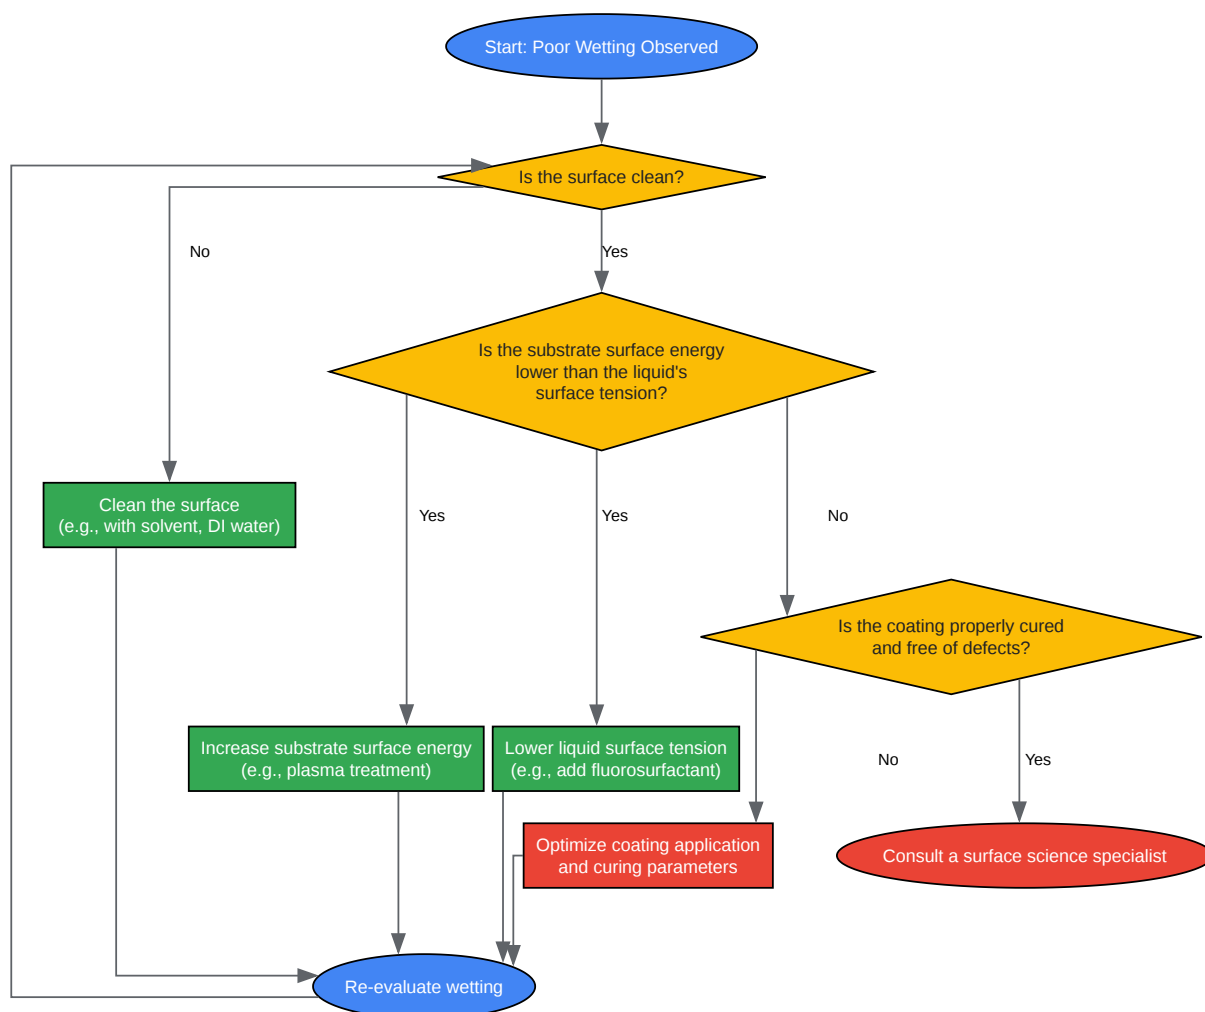 Start: Poor Wetting Observed
Is the surface clean?
No
Yes
Is the substrate surface energy
lower than the liquid's
surface tension?
Clean the surface
(e.g., with solvent, DI water)
Yes
Yes
No
Is the coating properly cured
and free of defects?
Increase substrate surface energy
(e.g., plasma treatment)
Lower liquid surface tension
(e.g., add fluorosurfactant)
No
Yes
Optimize coating application
and curing parameters
Consult a surface science specialist
Re-evaluate wetting